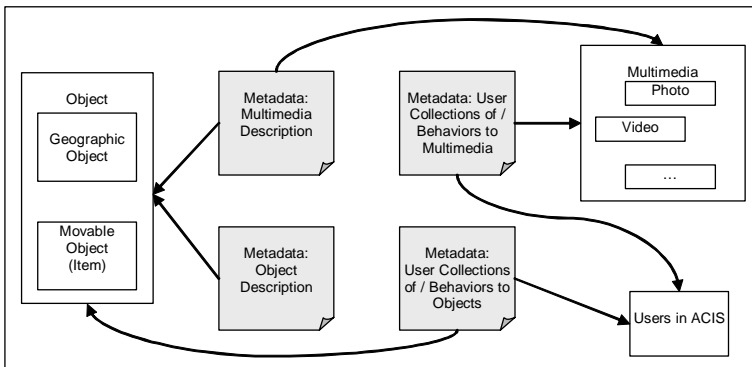 Object
Geographic
Object
Movable
Object
(Item)
Metadata:
Multimedia
Description
Metadata:
Object
Description
Metadata: User
Collections of /
Behaviors to
Multimedia
Metadata:
User Collections
of / Behaviors to
Objects
Multimedia
Photo
Video
...
Users in ACIS